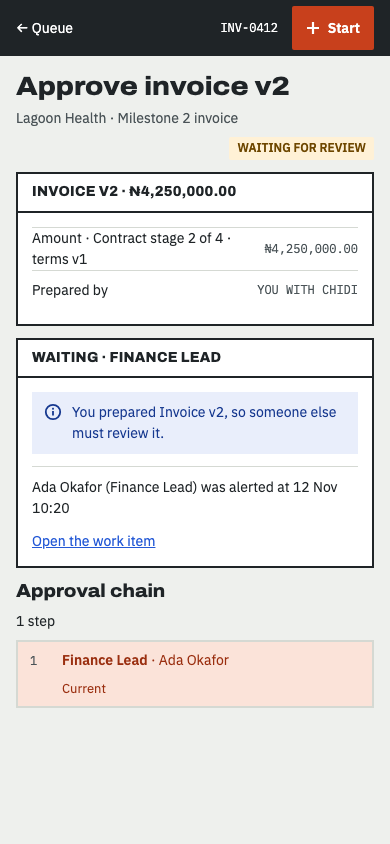 ← Queue
INV-0412
+ Start
Approve invoice v2
Lagoon Health · Milestone 2 invoice
WAITING FOR REVIEW
INVOICE V2 · ₦4,250,000.00
Amount · Contract stage 2 of 4 ·
terms v1
₦4,250,000.00
Prepared by
YOU WITH CHIDI
WAITING · FINANCE LEAD
You prepared Invoice v2, so someone else
must review it.
Ada Okafor (Finance Lead) was alerted at 12 Nov
10:20
Open the work item
Approval chain
1 step
1
Finance Lead · Ada Okafor
Current